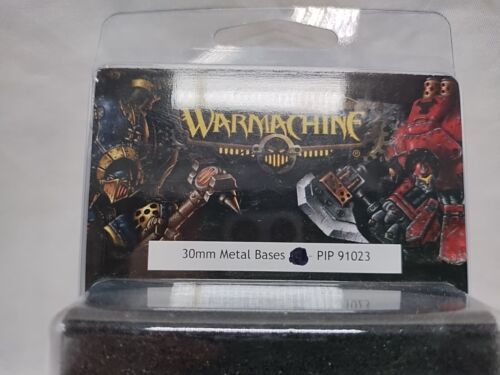 WARMACHINE
®
30mm Metal Bases PIP 91023